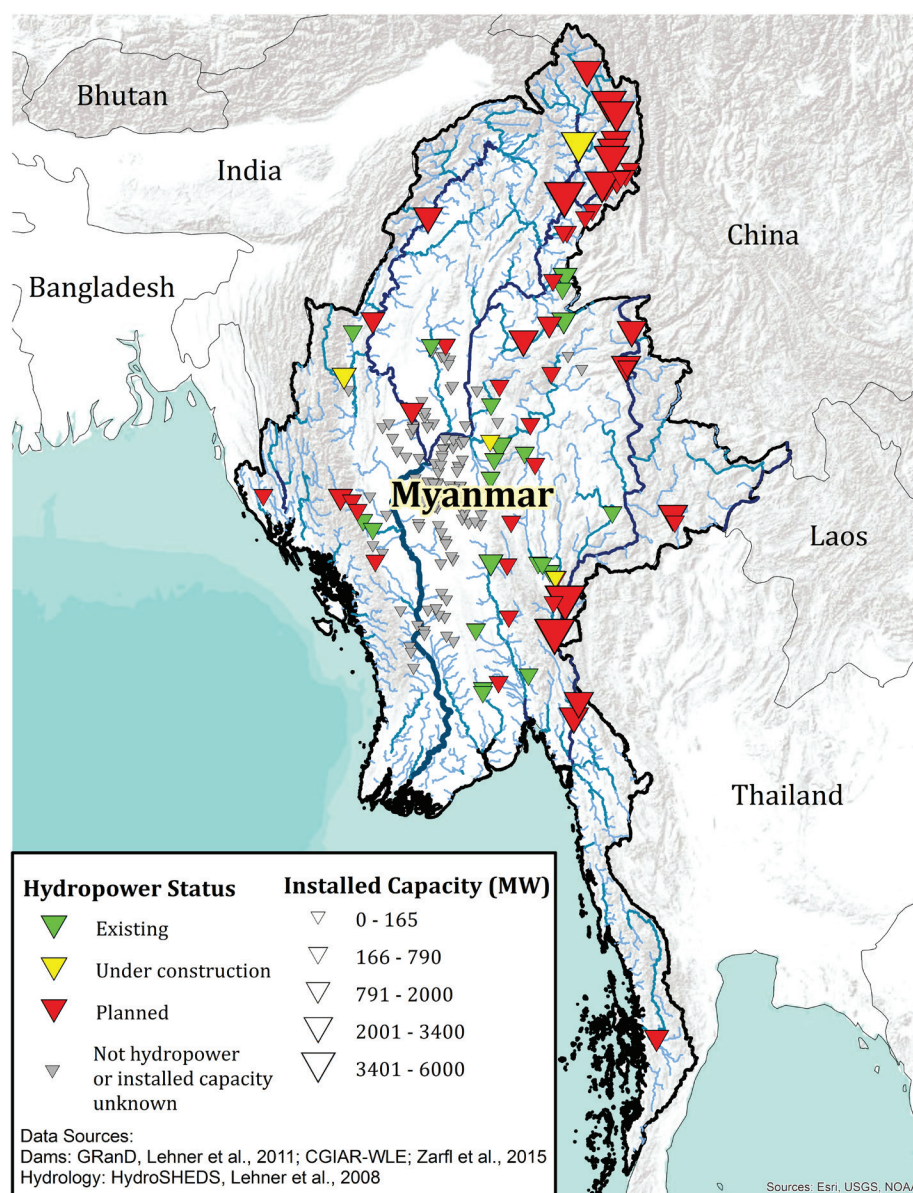 Bhutan
India
China
Bangladesh
Myanmar
Laos
Thailand
Hydropower Status
Existing
Under construction
Planned
Not hydropower
or installed capacity
unknown
Installed Capacity (MW)
0 - 165
166 - 790
791 - 2000
2001 - 3400
3401 - 6000
Data Sources:
Dams: GRanD, Lehner et al., 2011; CGIAR-WLE; Zarfl et al., 2015
Hydrology: HydroSHEDS, Lehner et al., 2008
Sources: Esri, USGS, NOAA